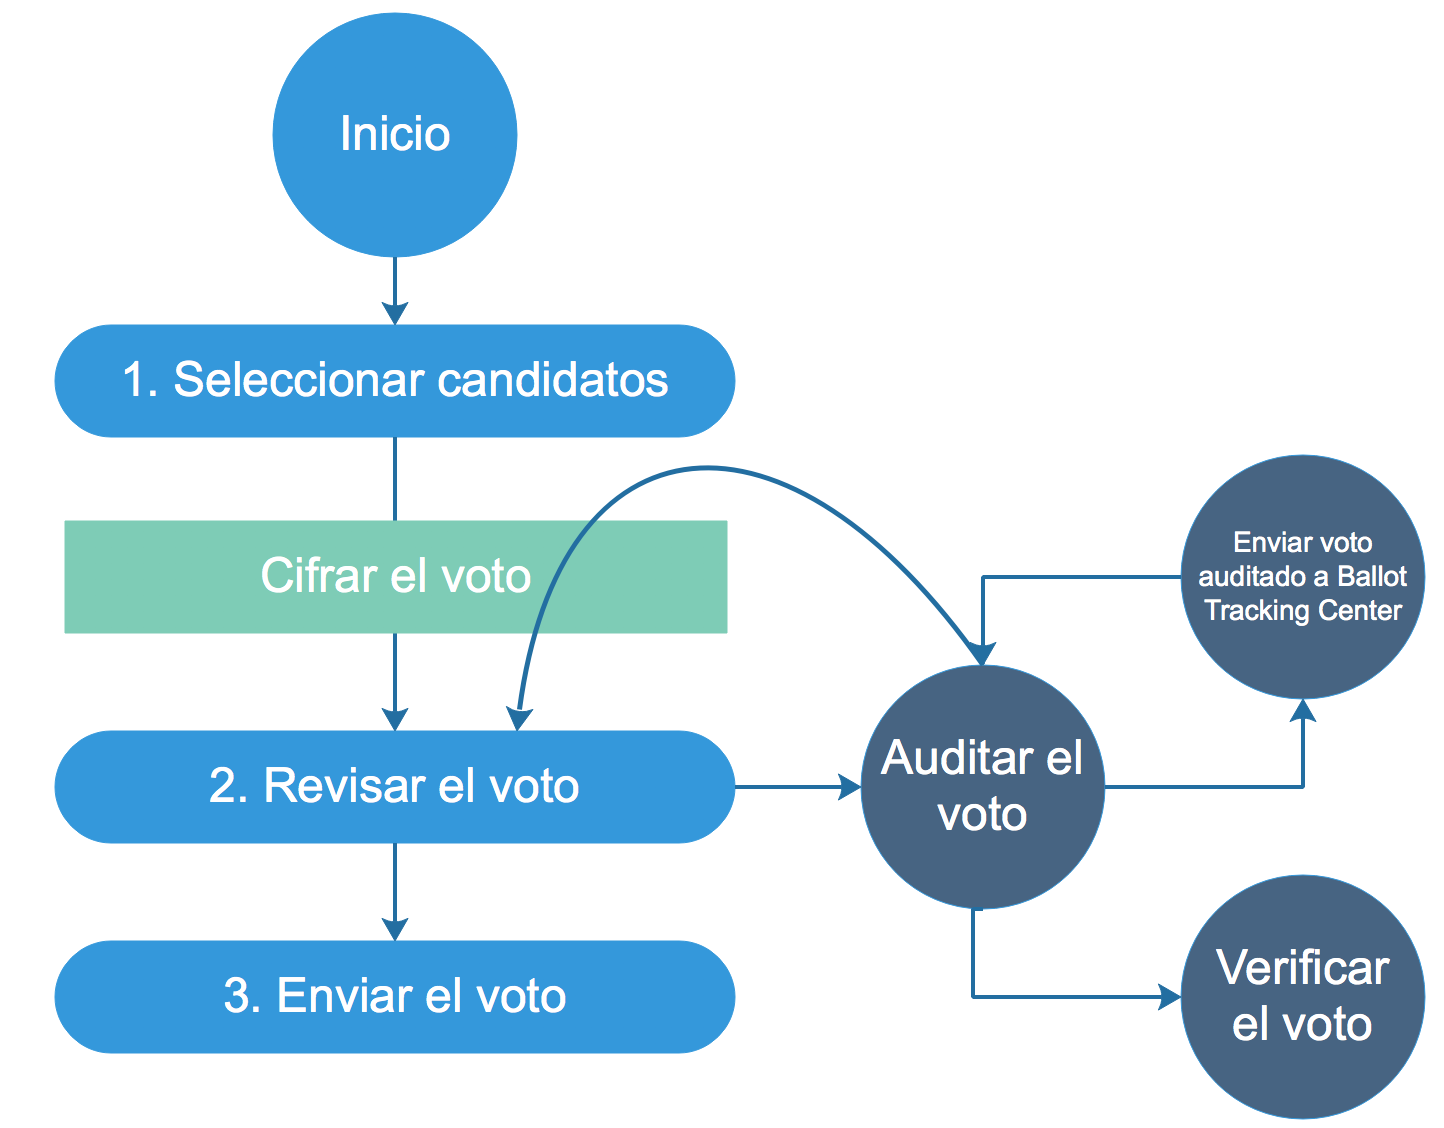 Inicio
1. Seleccionar candidatos
Cifrar el voto
2. Revisar el voto
3. Enviar el voto
Auditar el
voto
Enviar voto
auditado a Ballot
Tracking Center
Verificar
el voto